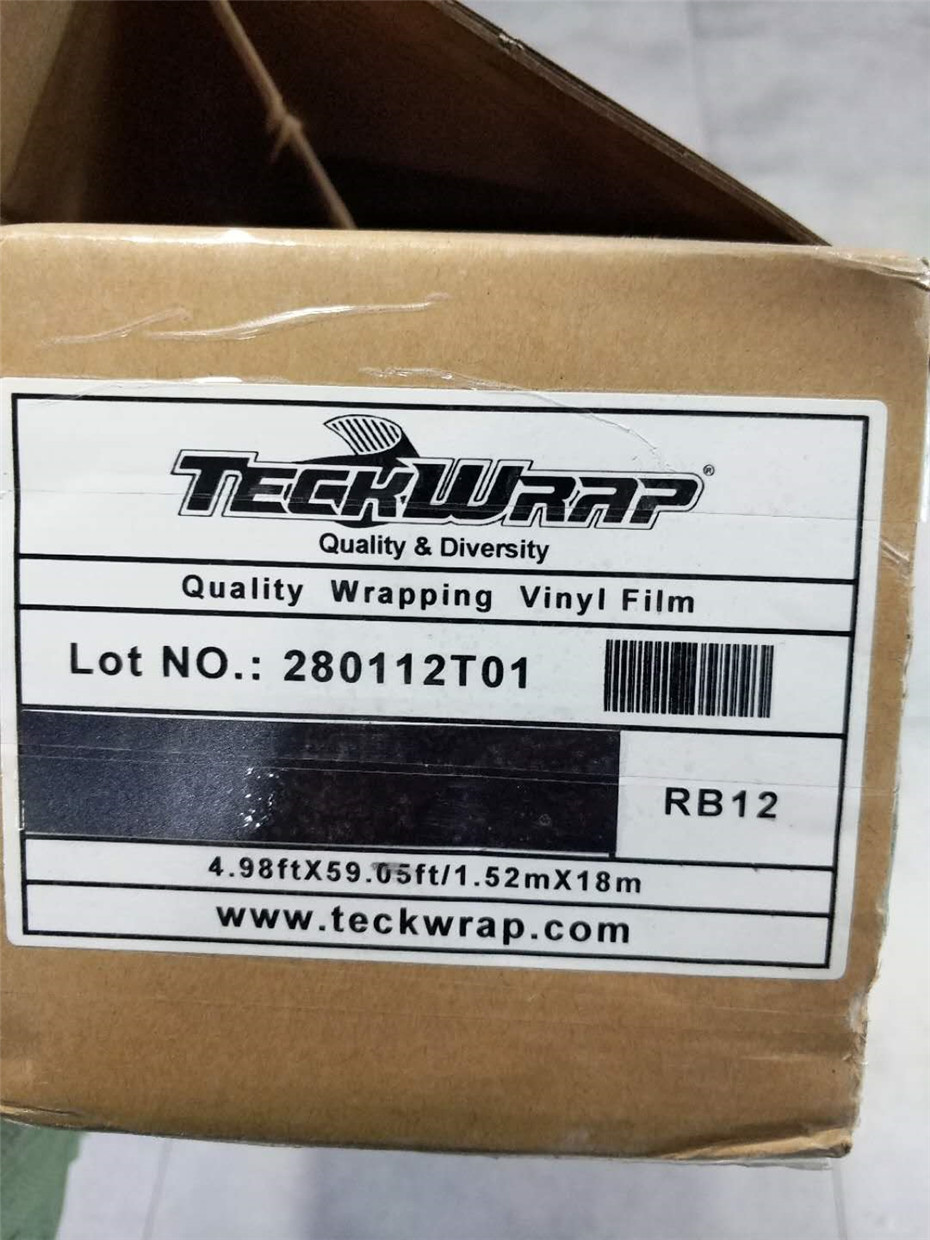 TECKWRAP®
Quality & Diversity
Quality Wrapping Vinyl Film
Lot NO.: 280112T01
RB12
4.98ftX59.05ft/1.52mX18m
www.teckwrap.com